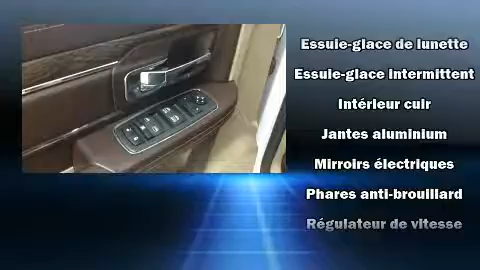 Essuie-glace de lunette
Essuie-glace intermittent
Intérieur cuir
Jantes aluminium
Mirroirs électriques
Phares anti-brouillard
Régulateur de vitesse